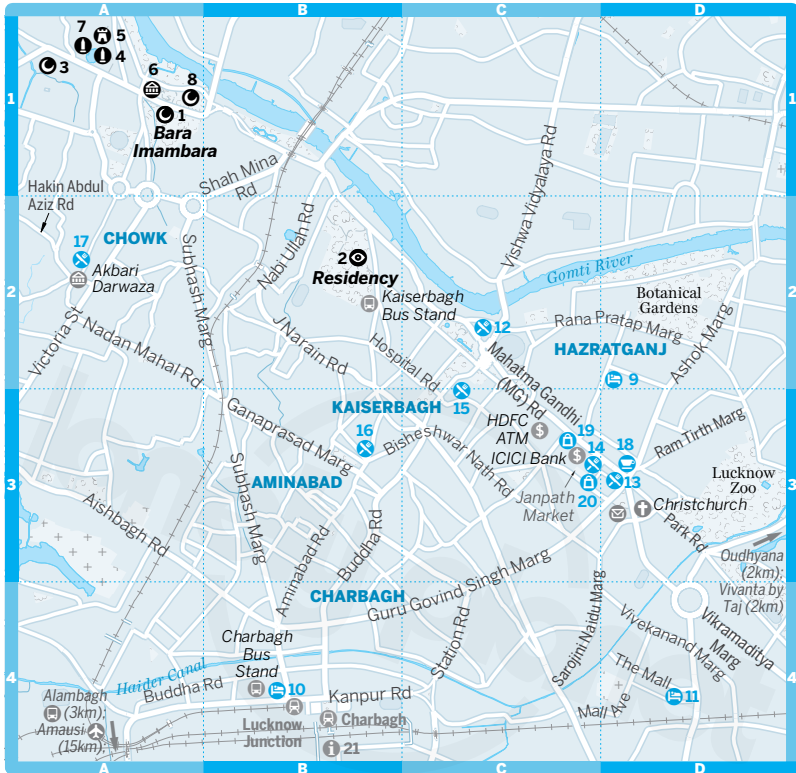 A
B
C
D
1
2
3
4
1
2
3
4
7
5
4
3
6
8
1
Bara
Imambara
Shah Mina
Rd
Hakin Abdul
Aziz Rd
CHOWK
17
Akbari
Darwaza
Subhash Marg
Nabi Ullah Rd
2
Residency
Kaiserbagh
Bus Stand
Vishwa Vidyalaya Rd
Gomti River
Botanical
Gardens
12
Rana Pratap Marg
HAZRATGANJ
Ashok Marg
Victoria St
Nadan Mahal Rd
J Narain Rd
Hospital Rd
Mahatma Gandhi
(MG) Rd
9
KAISERBAGH
15
Ganaprasad Marg
16
Bisheshwar Nath Rd
HDFC
ATM
19
ICICI Bank
14
18
Ram Tirth Marg
13
Janpath
Market
20
Lucknow
Zoo
Christchurch
Park Rd
AMINABAD
Subhash Marg
Aishbagh Rd
Aminabad Rd
Buddha Rd
Oudhyana
(2km);
Vivanta by
Taj (2km)
CHARBAGH
Guru Govind Singh Marg
Station Rd
Sarojini Naidu Marg
Vivekanand Marg
Vikramaditya
Marg
Charbagh
Bus
Stand
Haider Canal
Buddha Rd
10
Kanpur Rd
Lucknow
Junction
Charbagh
21
The Mall
Mall Ave
11
Alambagh
(3km);
Amausi
(15km);
A
B
C
D